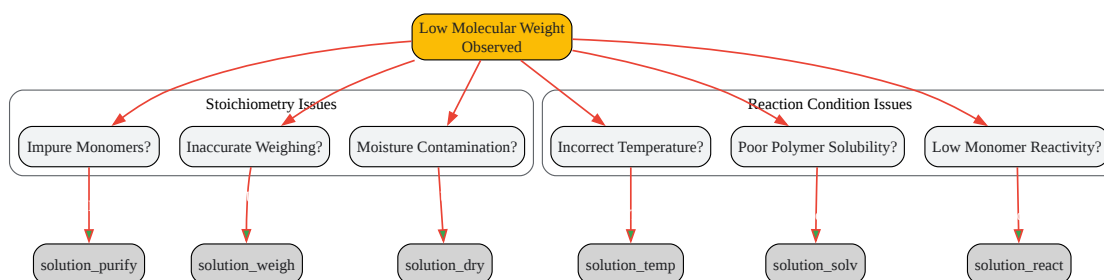 Low Molecular Weight
Observed
Stoichiometry Issues
Reaction Condition Issues
Impure Monomers?
Inaccurate Weighing?
Moisture Contamination?
Incorrect Temperature?
Poor Polymer Solubility?
Low Monomer Reactivity?
solution_purify
solution_weigh
solution_dry
solution_temp
solution_solv
solution_react